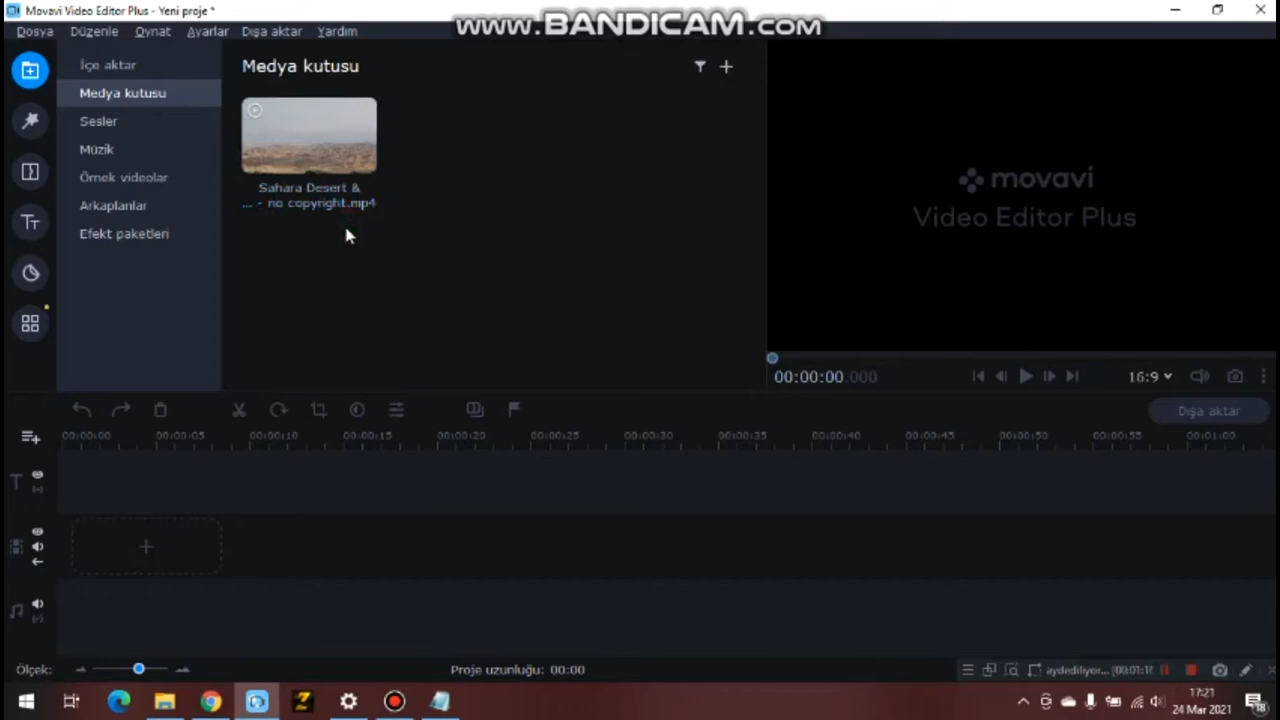 Movavi Video Editor Plus - Yeni proje *
www.BANDICAM.com
Dosya Düzenle Oynat Ayarlar Dışa aktar Yardım
İçe aktar
Medya kutusu
Sesler
Müzik
Örnek videolar
Arkaplanlar
Efekt paketleri
Medya kutusu
Sahara Desert &
... - no copyright.mp4
movavi
Video Editor Plus
00:00:00.000
16:9
Dışa aktar
00:00:00 00:00:05 00:00:10 00:00:15 00:00:20 00:00:25 00:00:30 00:00:35 00:00:40 00:00:45 00:00:50 00:00:55 00:01:00
Ölçek:
Proje uzunluğu: 00:00
aydediliyor... [00:01:16
17:21
24 Mar 2021
18